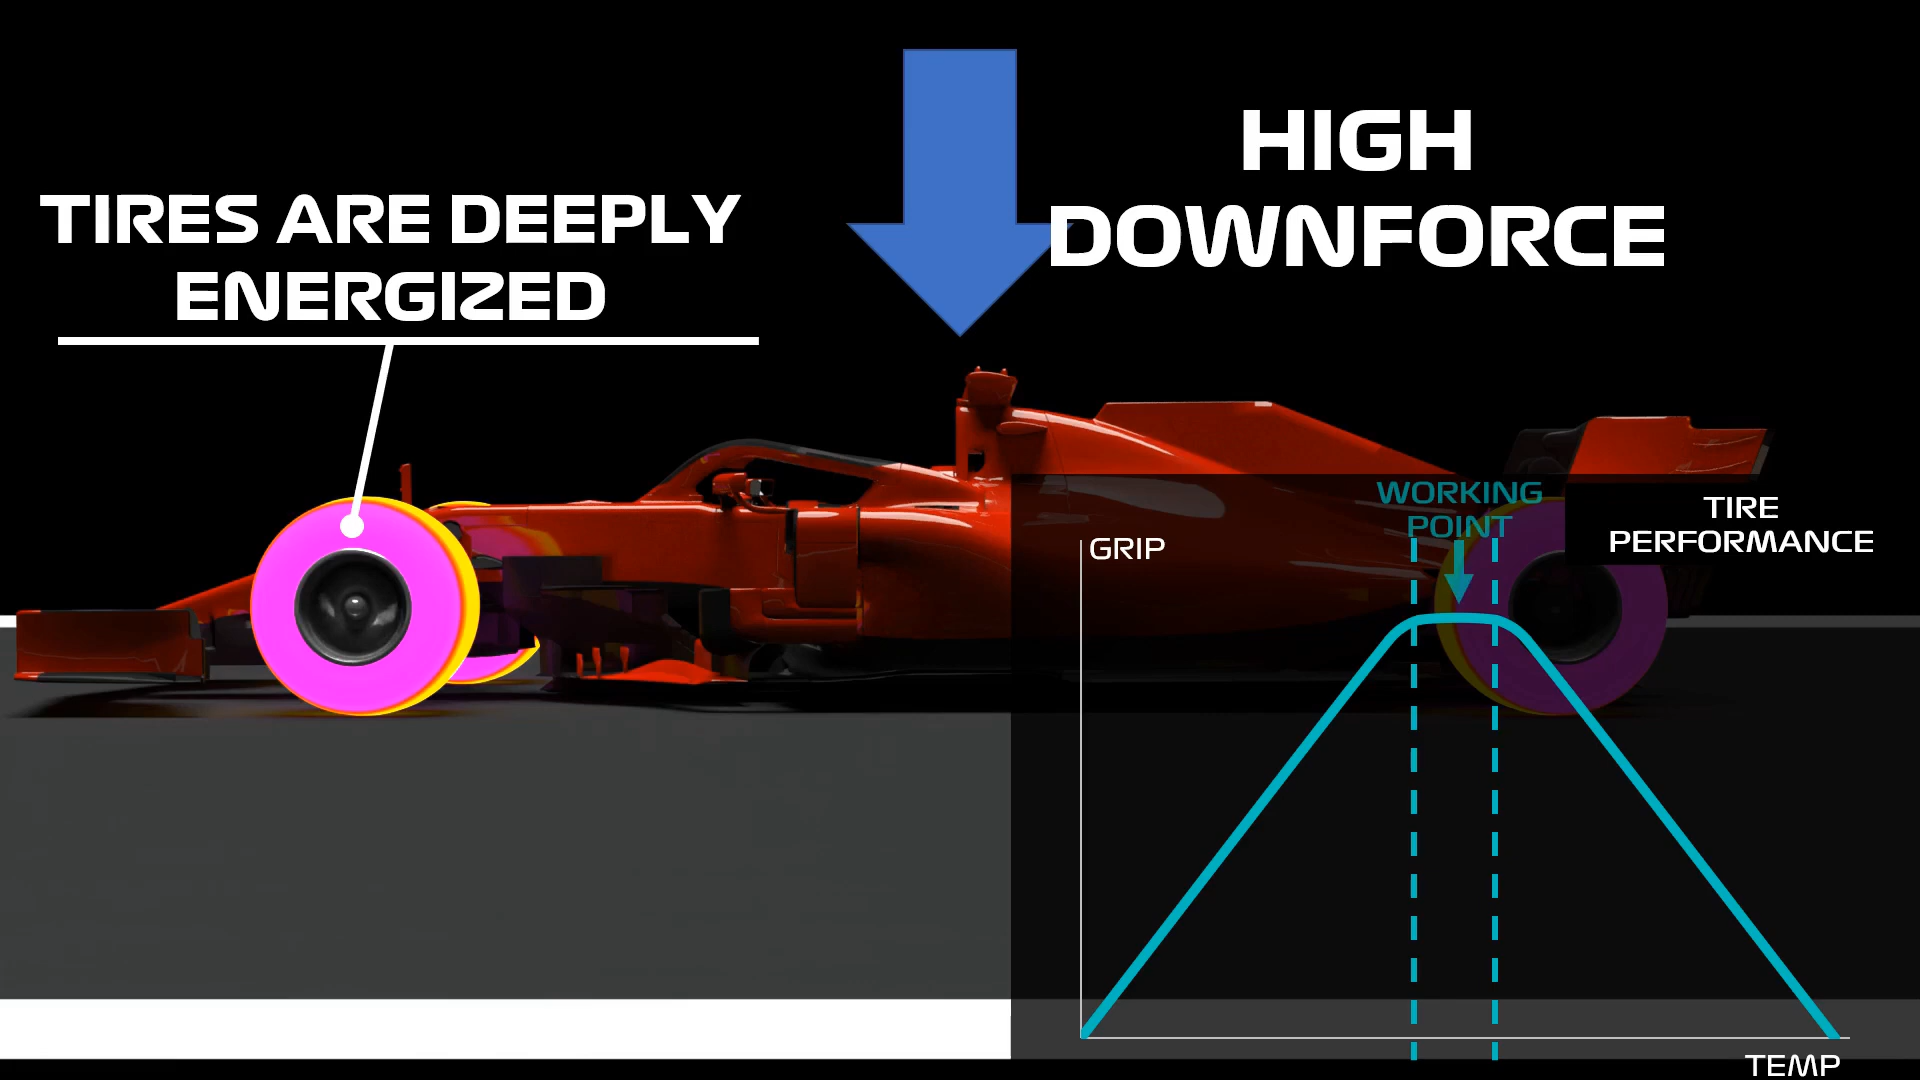 HIGH
DOWNFORCE
TIRES ARE DEEPLY
ENERGIZED
WORKING
POINT
TIRE
PERFORMANCE
GRIP
TEMP